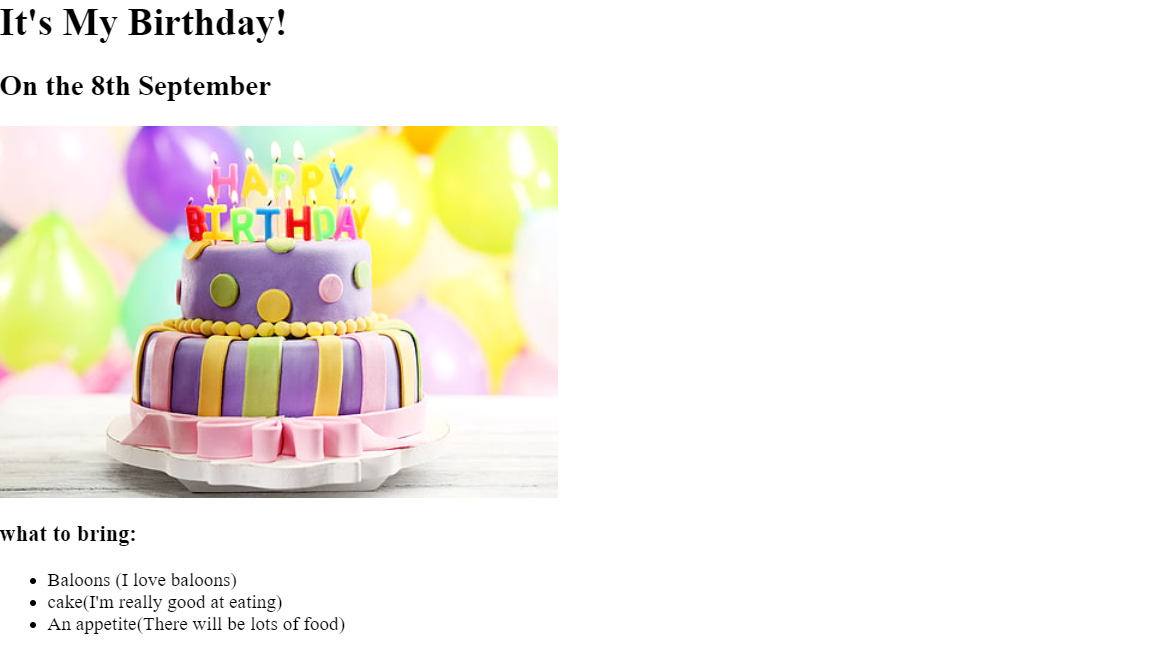 It's My Birthday!
On the 8th September
HAPPY
BIRTHDAY
what to bring:
Baloons (I love baloons)
cake(I'm really good at eating)
An appetite(There will be lots of food)